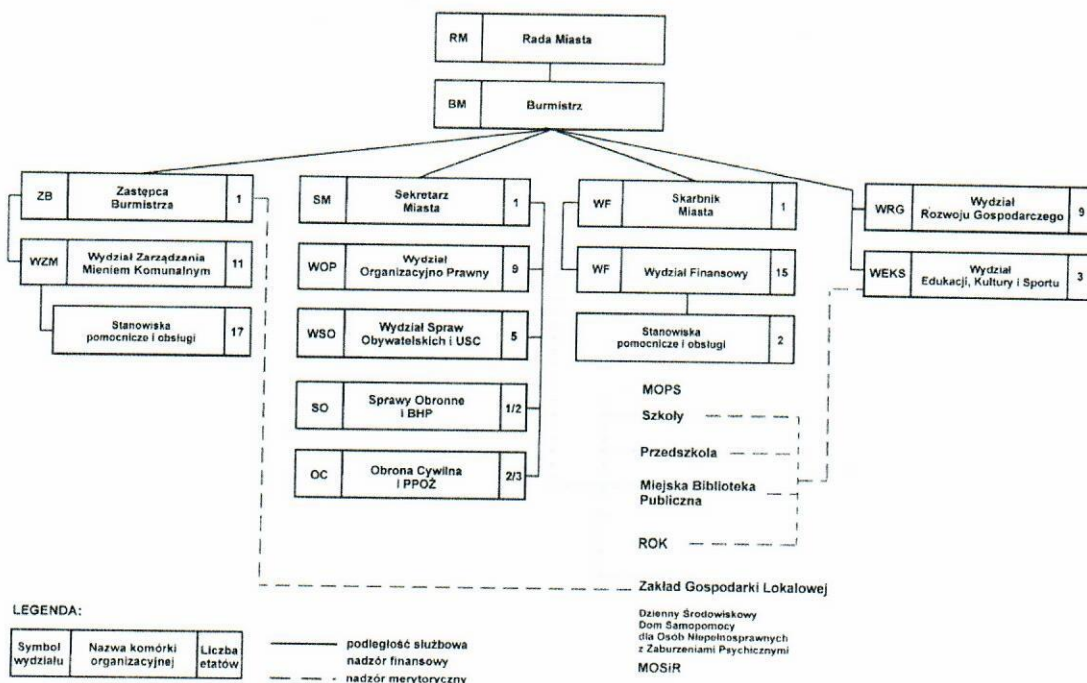 RM
Rada Miasta
BM
Burmistrz
ZB
Zastępca
Burmistrza
1
WZM
Wydział Zarządzania
Mieniem Komunalnym
11
Stanowiska
pomocnicze i obsługi
17
SM
Sekretarz
Miasta
1
WOP
Wydział
Organizacyjno Prawny
9
WSO
Wydział Spraw
Obywatelskich i USC
5
SO
Sprawy Obronne
i BHP
1/2
OC
Obrona Cywilna
i PPOŻ
2/3
WF
Skarbnik
Miasta
1
WF
Wydział Finansowy
15
Stanowiska
pomocnicze i obsługi
2
WRG
Wydział
Rozwoju Gospodarczego
9
WEKS
Wydział
Edukacji, Kultury i Sportu
3
MOPS
Szkoły
Przedszkola
Miejska Biblioteka
Publiczna
ROK
Zakład Gospodarki Lokalowej
Dzienny Środowiskowy
Dom Samopomocy
dla Osób Niepełnosprawnych
z Zaburzeniami Psychicznymi
MOSiR
LEGENDA:
Symbol
wydziału
Nazwa komórki
organizacyjnej
Liczba
etatów
podległość służbowa
nadzór finansowy
nadzór merytoryczny